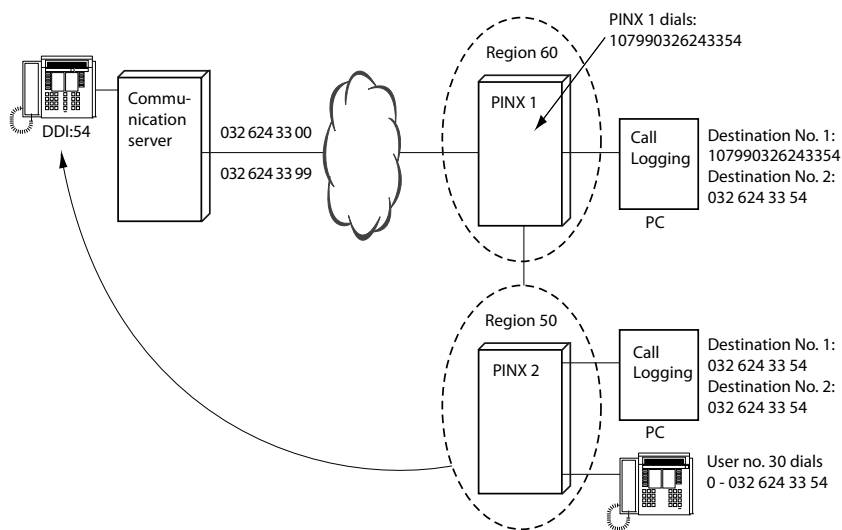 PINX 1 dials:
107990326243354
Region 60
PINX 1
Commu-
nication
server
DDI:54
032 624 33 00
032 624 33 99
Call
Logging
PC
Destination No. 1:
107990326243354
Destination No. 2:
032 624 33 54
Region 50
PINX 2
Call
Logging
PC
Destination No. 1:
032 624 33 54
Destination No. 2:
032 624 33 54
User no. 30 dials
0 - 032 624 33 54